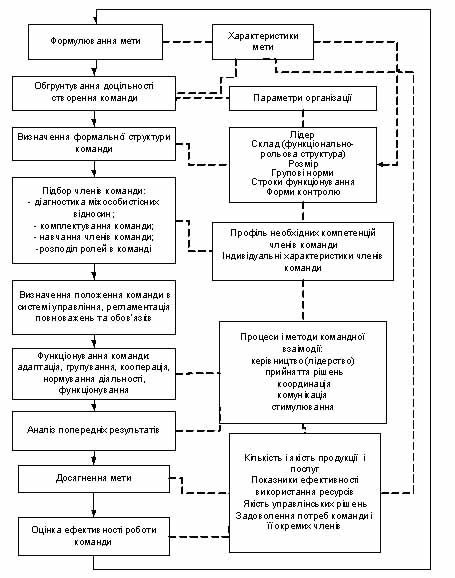 Формулювання мети
Характеристики
мети
Обґрунтування доцільності
створення команди
Параметри організації
Визначення формальної структури
команди
Лідер
Склад (функціонально-
рольова структура)
Розмір
Групові норми
Строки функціонування
Форми контролю
Підбір членів команди:
- діагностика міжособистісних
відносин;
- комплектування команди;
- навчання членів команди;
-розподіл ролей в команді
Профіль необхідних компетенцій
членів команди
Індивідуальні характеристики членів
команди
Визначення положення команди в
системі управління, регламентація
повноважень та обов'язків
Функціонування команди:
адаптація, групування, кооперація,
нормування діяльності,
функціонування
Процеси і методи командної
взаємодії:
керівництво(лідерство)
прийняття рішень
координація
комунікація
стимулювання
Аналіз попередніх результатів
Кількість і якість продукції і
послуг
Показники ефективності
використання ресурсів
Якість управлінських рішень
Задоволення потреб команди і
її окремих членів
Досягнення мети
Оцінка ефективності роботи
команди